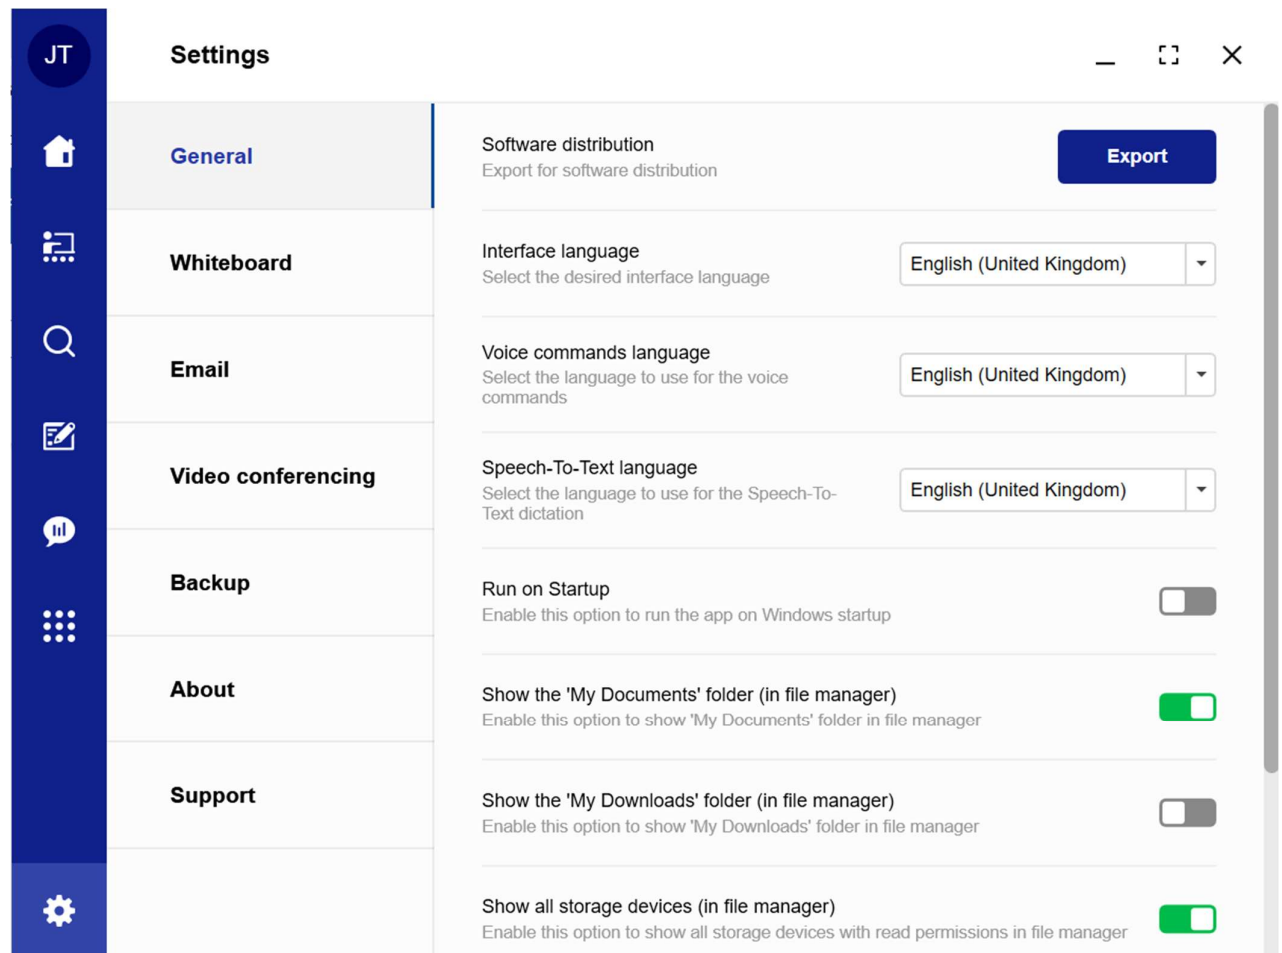 JT
Settings
General
Whiteboard
Email
Video conferencing
Backup
About
Support
Software distribution
Export for software distribution
Export
Interface language
Select the desired interface language
English (United Kingdom)
Voice commands language
Select the language to use for the voice
commands
English (United Kingdom)
Speech-To-Text language
Select the language to use for the Speech-To-
Text dictation
English (United Kingdom)
Run on Startup
Enable this option to run the app on Windows startup
Show the 'My Documents' folder (in file manager)
Enable this option to show 'My Documents' folder in file manager
Show the 'My Downloads' folder (in file manager)
Enable this option to show 'My Downloads' folder in file manager
Show all storage devices (in file manager)
Enable this option to show all storage devices with read permissions in file manager